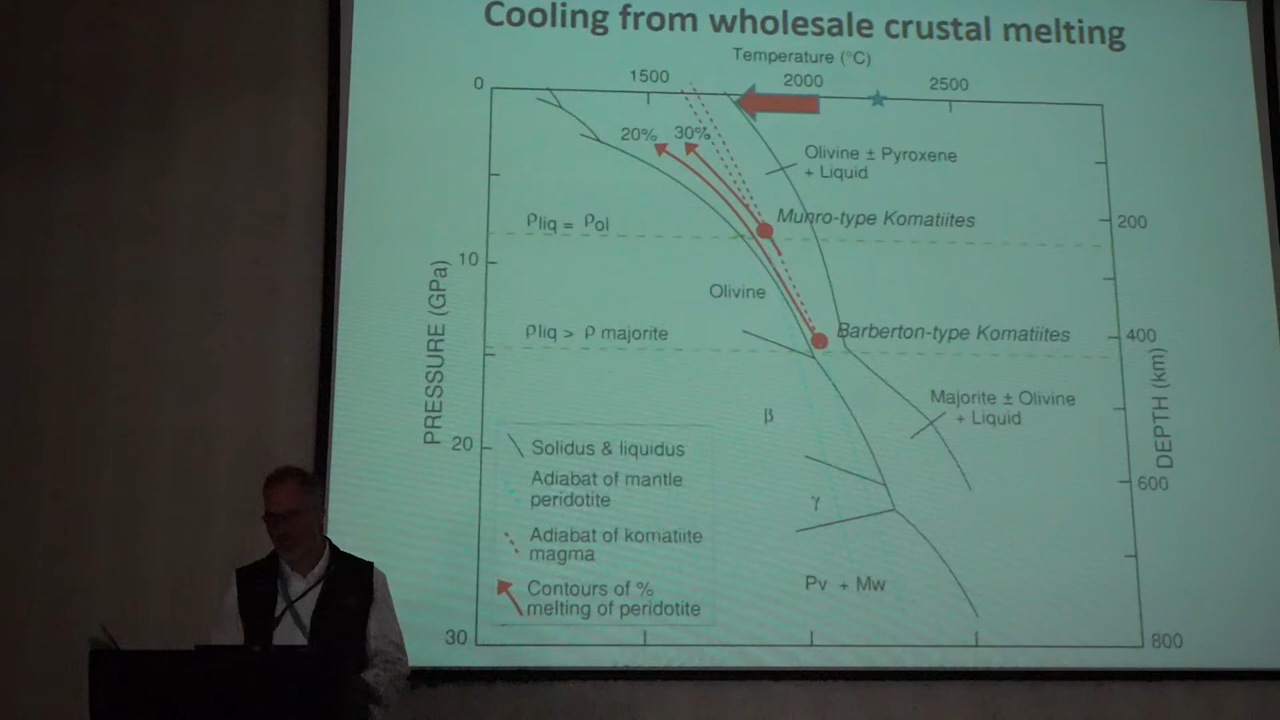 Cooling from wholesale crustal melting
Temperature (°C)
0
1500
2000
2500
20% 30%
Olivine ± Pyroxene
+ Liquid
Munro-type Komatiites
200
ρliq = ρol
10
Olivine
ρliq > ρ majorite
Barberton-type Komatiites
400
PRESSURE (GPa)
DEPTH (km)
Majorite ± Olivine
+ Liquid
β
20
Solidus & liquidus
Adiabat of mantle
peridotite
600
γ
Adiabat of komatiite
magma
Contours of %
melting of peridotite
Pv + Mw
30
800